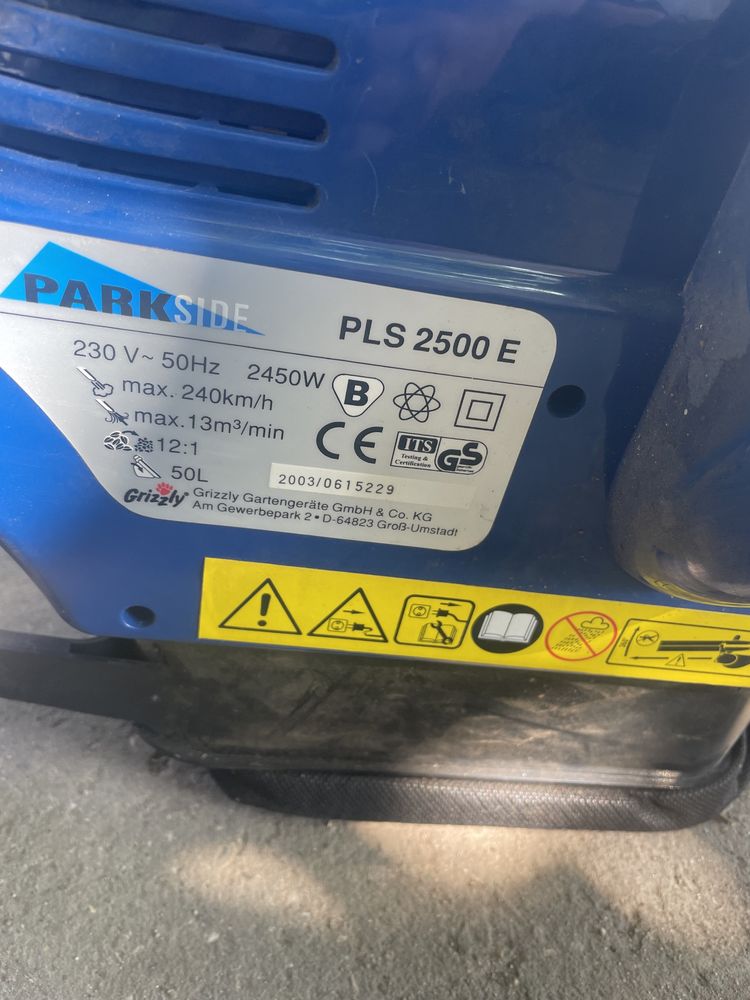 PARKSIDE
PLS 2500 E
230 V~ 50Hz 2450W
B
max. 240km/h
max.13m³/min
12:1
50L
CE
ITS
Testing &
Certification
GS
2003/0615229
Grizzly
Grizzly Gartengeräte GmbH & Co. KG
Am Gewerbepark 2 • D-64823 Groß-Umstadt